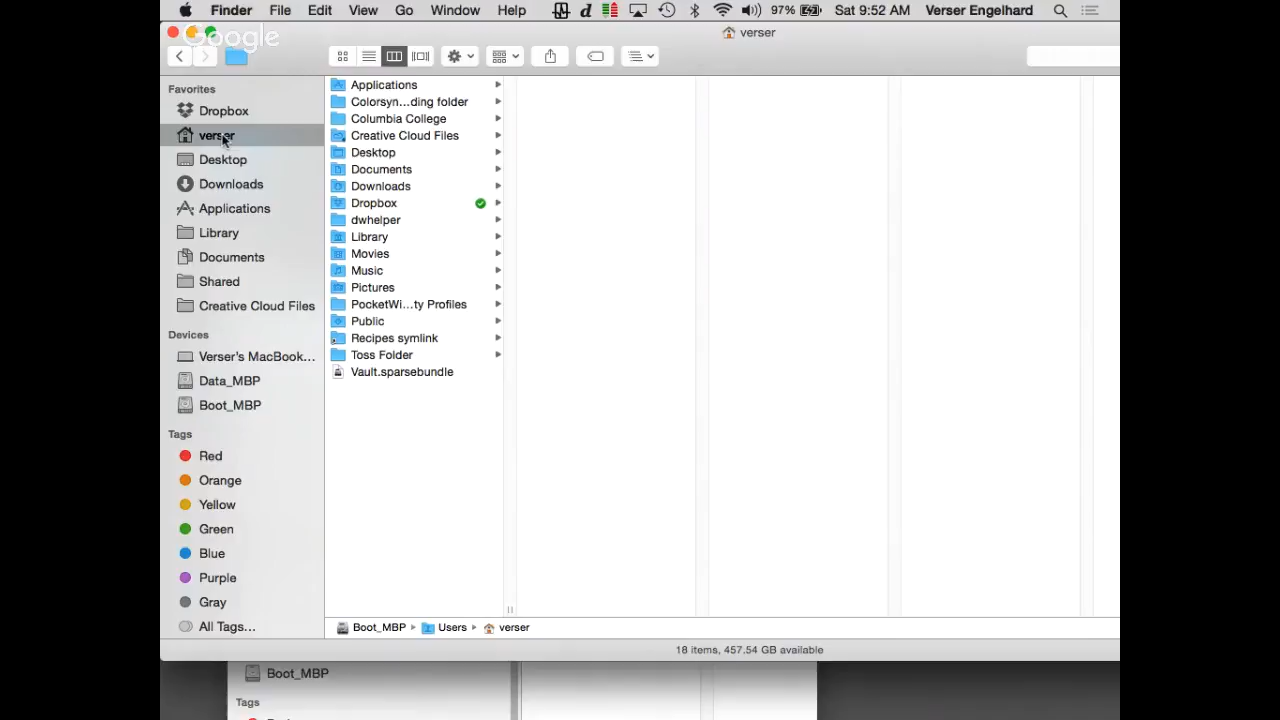 Finder File Edit View Go Window Help d 97% Sat 9:52 AM Verser Engelhard
Google
verser
Favorites
Dropbox
verser
Desktop
Downloads
Applications
Library
Documents
Shared
Creative Cloud Files
Devices
Verser's MacBook...
Data_MBP
Boot_MBP
Tags
Red
Orange
Yellow
Green
Blue
Purple
Gray
All Tags...
Applications
Colorsyn...ding folder
Columbia College
Creative Cloud Files
Desktop
Documents
Downloads
Dropbox
dwhelper
Library
Movies
Music
Pictures
PocketWi...ty Profiles
Public
Recipes symlink
Toss Folder
Vault.sparsebundle
Boot_MBP Users verser
18 items, 457.54 GB available
Boot_MBP
Tags